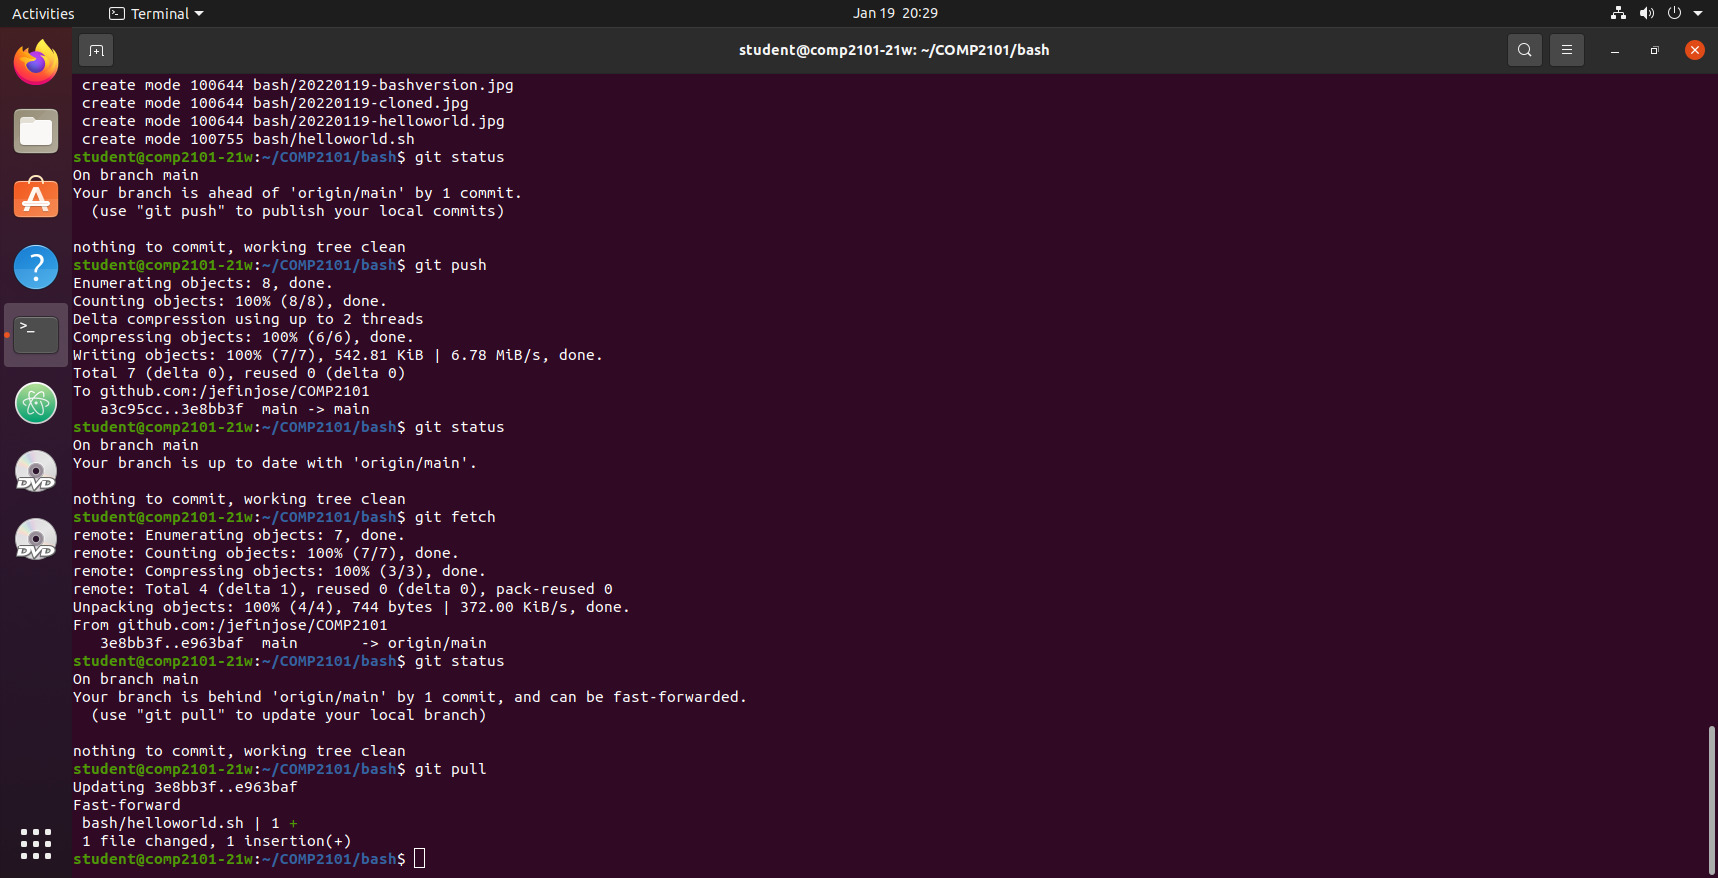 Activities
Terminal
Jan 19 20:29
student@comp2101-21w: ~/COMP2101/bash
create mode 100644 bash/20220119-bashversion.jpg
create mode 100644 bash/20220119-cloned.jpg
create mode 100644 bash/20220119-helloworld.jpg
create mode 100755 bash/helloworld.sh
student@comp2101-21w:~/COMP2101/bash$ git status
On branch main
Your branch is ahead of 'origin/main' by 1 commit.
(use "git push" to publish your local commits)
nothing to commit, working tree clean
student@comp2101-21w:~/COMP2101/bash$ git push
Enumerating objects: 8, done.
Counting objects: 100% (8/8), done.
Delta compression using up to 2 threads
Compressing objects: 100% (6/6), done.
Writing objects: 100% (7/7), 542.81 KiB | 6.78 MiB/s, done.
Total 7 (delta 0), reused 0 (delta 0)
To github.com:/jefinjose/COMP2101
a3c95cc..3e8bb3f  main -> main
student@comp2101-21w:~/COMP2101/bash$ git status
On branch main
Your branch is up to date with 'origin/main'.
nothing to commit, working tree clean
student@comp2101-21w:~/COMP2101/bash$ git fetch
remote: Enumerating objects: 7, done.
remote: Counting objects: 100% (7/7), done.
remote: Compressing objects: 100% (3/3), done.
remote: Total 4 (delta 1), reused 0 (delta 0), pack-reused 0
Unpacking objects: 100% (4/4), 744 bytes | 372.00 KiB/s, done.
From github.com:/jefinjose/COMP2101
3e8bb3f..e963baf  main       -> origin/main
student@comp2101-21w:~/COMP2101/bash$ git status
On branch main
Your branch is behind 'origin/main' by 1 commit, and can be fast-forwarded.
(use "git pull" to update your local branch)
nothing to commit, working tree clean
student@comp2101-21w:~/COMP2101/bash$ git pull
Updating 3e8bb3f..e963baf
Fast-forward
bash/helloworld.sh | 1 +
1 file changed, 1 insertion(+)
student@comp2101-21w:~/COMP2101/bash$
DVD
DVD